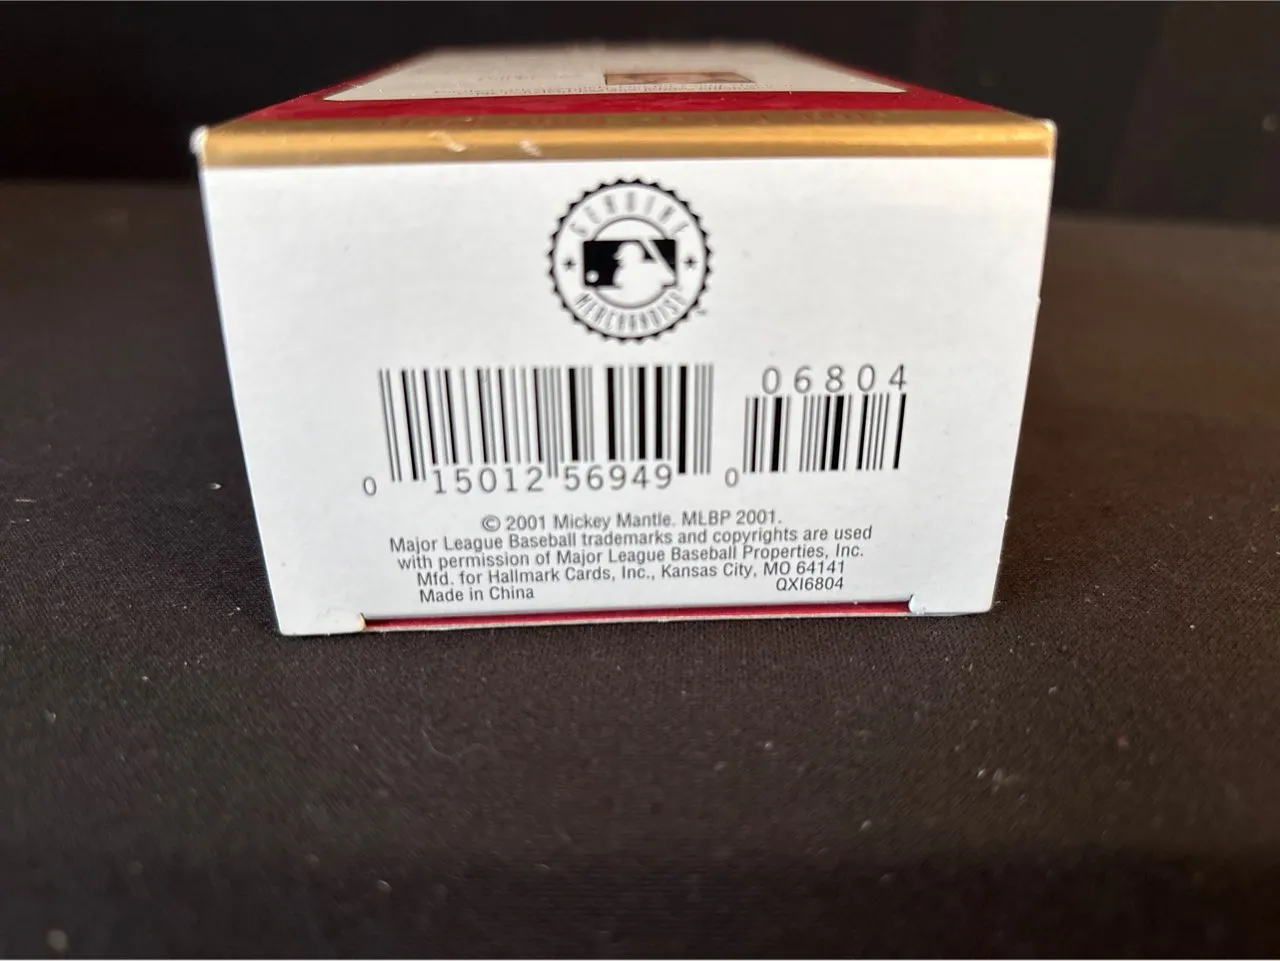 GENUINE
MERCHANDISE
06804
0 15012 56949 0
© 2001 Mickey Mantle. MLBP 2001.
Major League Baseball trademarks and copyrights are used
with permission of Major League Baseball Properties, Inc.
Mfd. for Hallmark Cards, Inc., Kansas City, MO 64141
Made in China QXI6804